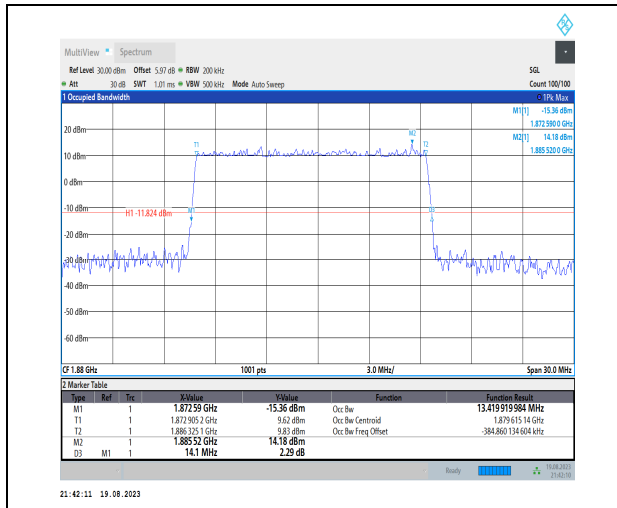 MultiView Spectrum
Ref Level 30.00 dBm Offset 5.97 dB RBW 200 kHz SGL
Att 30 dB SWT 1.01 ms VBW 500 kHz Mode Auto Sweep Count 100/100
1 Occupied Bandwidth 1Pk Max
M1[1] -15.36 dBm
1.872 590 0 GHz
M2[1] 14.18 dBm
1.885 520 0 GHz
20 dBm
M2
T1 T2
10 dBm
0 dBm
-10 dBm
H1 -11.824 dBm M1 D3
-20 dBm
-30 dBm
-40 dBm
-50 dBm
-60 dBm
CF 1.88 GHz 1001 pts 3.0 MHz/ Span 30.0 MHz
2 Marker Table
Type Ref Trc X-Value Y-Value Function Function Result
M1 1 1.872 59 GHz -15.36 dBm Occ Bw 13.419 919 984 MHz
T1 1 1.872 905 2 GHz 9.62 dBm Occ Bw Centroid 1.879 615 14 GHz
T2 1 1.886 325 1 GHz 9.83 dBm Occ Bw Freq Offset -384.860 134 604 kHz
M2 1 1.885 52 GHz 14.18 dBm
D3 M1 1 14.1 MHz 2.29 dB
Ready 19.08.2023
21:42:10
21:42:11 19.08.2023